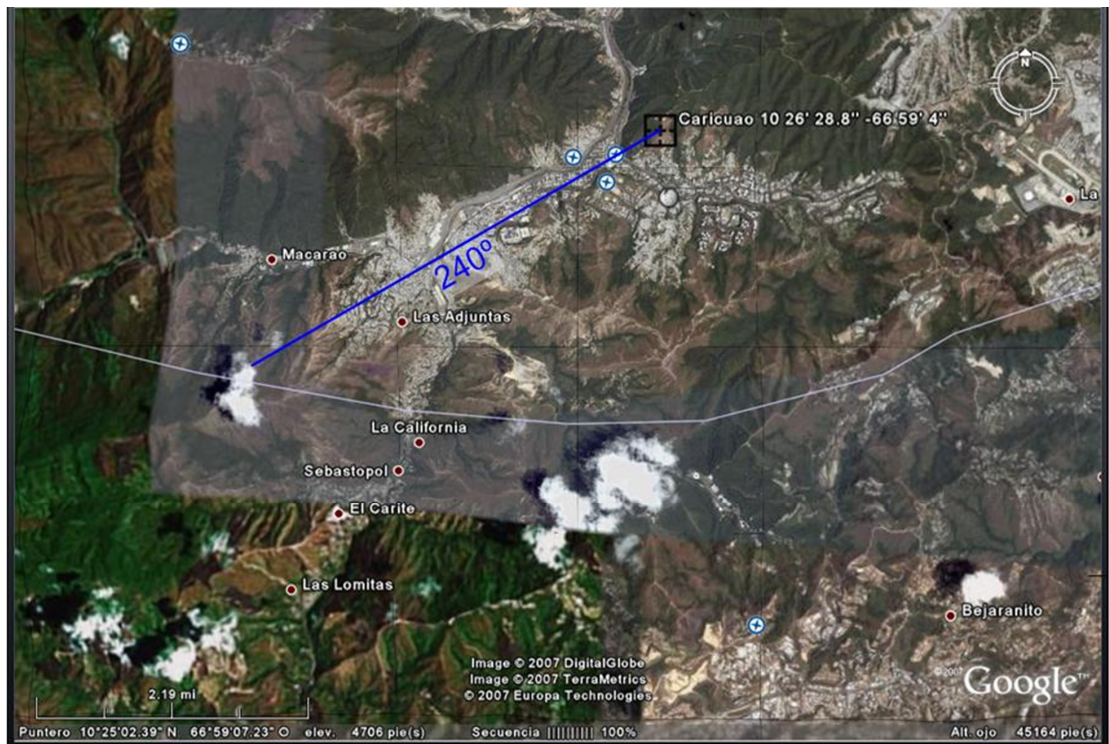 N
Caricuao 10 26' 28.8'' -66 59' 4''
La
Macarao
240º
Las Adjuntas
La California
Sebastopol
El Carite
Las Lomitas
Bejaranito
Image © 2007 DigitalGlobe
Image © 2007 TerraMetrics
© 2007 Europa Technologies
©2007 Google™
2.19 mi
Puntero 10°25'02.39" N 66°59'07.23" O elev. 4706 pie(s) Secuencia |||||||||| 100% Alt. ojo 45164 pie(s)